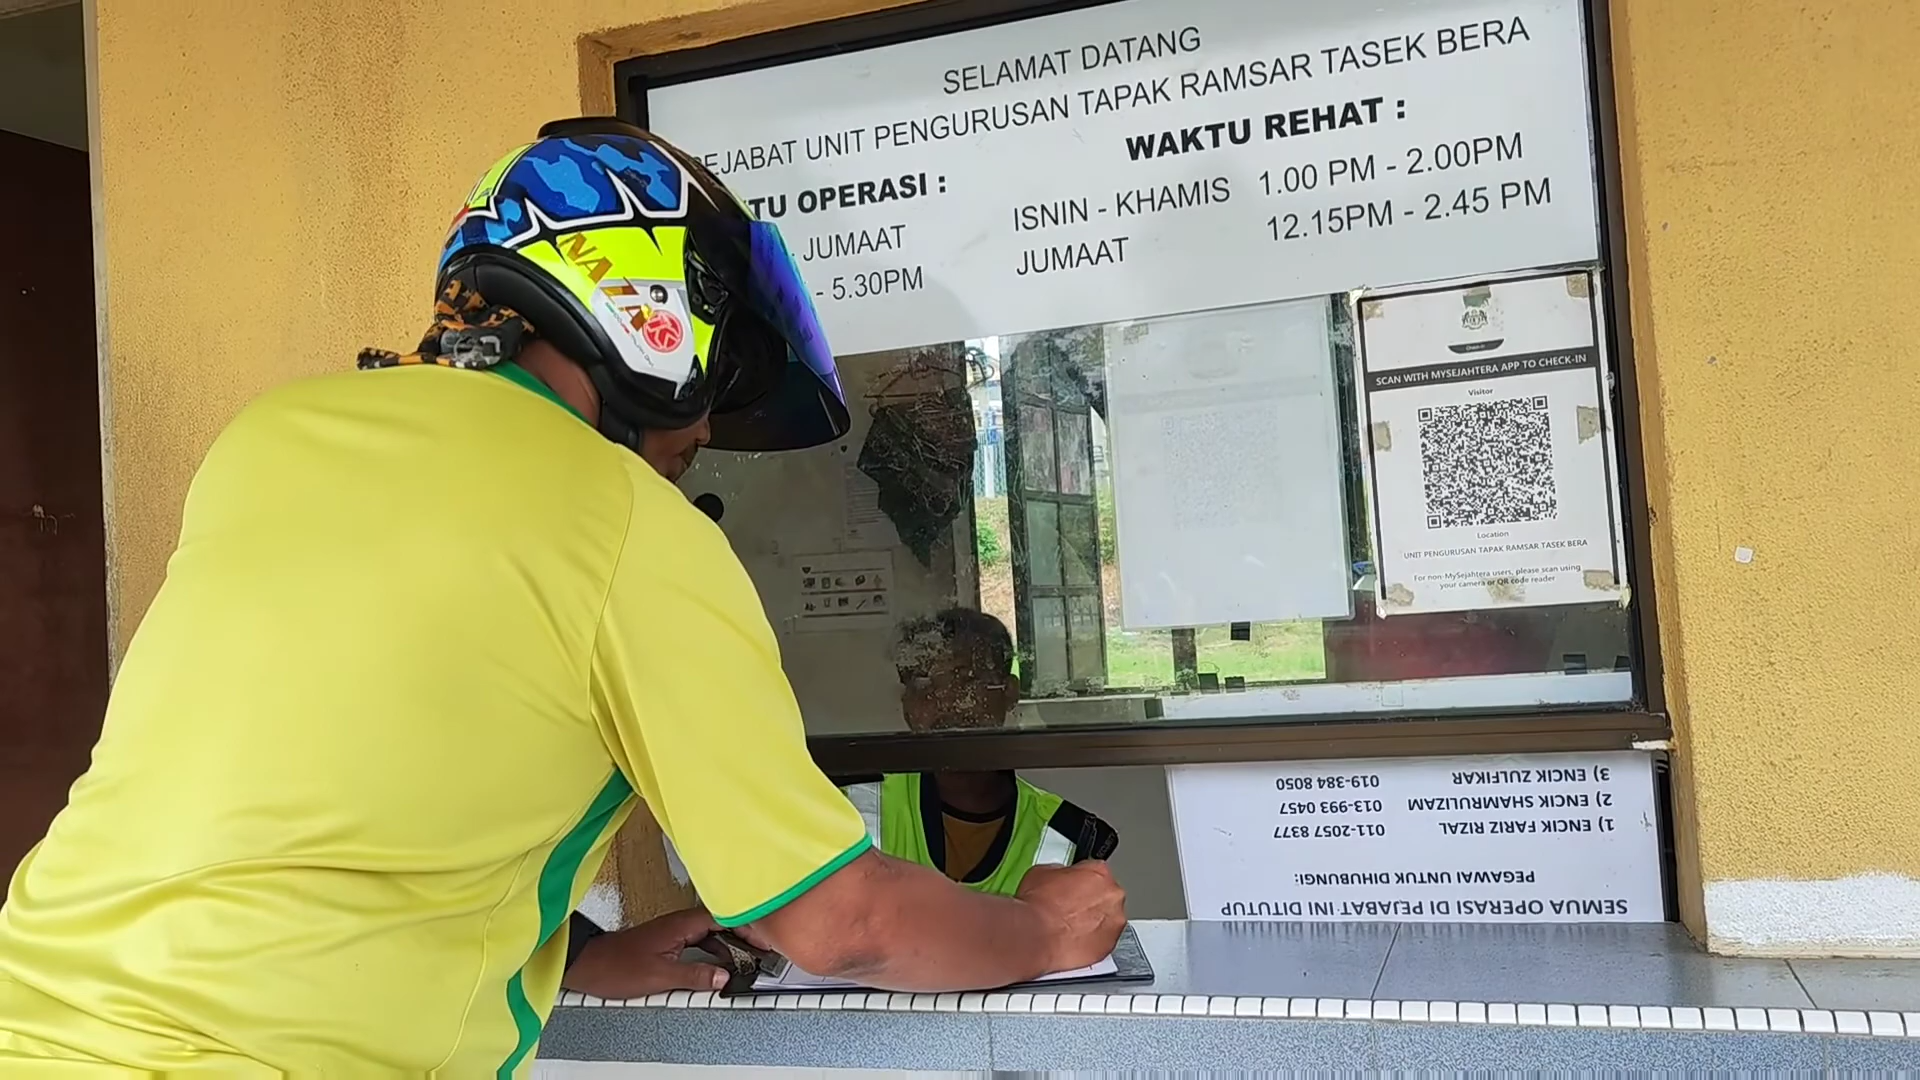 SELAMAT DATANG
PEJABAT UNIT PENGURUSAN TAPAK RAMSAR TASEK BERA
TU OPERASI :
JUMAAT
- 5.30PM
WAKTU REHAT :
ISNIN - KHAMIS 1.00 PM - 2.00PM
JUMAAT 12.15PM - 2.45 PM
NAZA
Check-in
SCAN WITH MYSEJAHTERA APP TO CHECK-IN
Visitor
Location
UNIT PENGURUSAN TAPAK RAMSAR TASEK BERA
For non-MySejahtera users, please scan using
your camera or QR code reader
SEMUA OPERASI DI PEJABAT INI DITUTUP
PEGAWAI UNTUK DIHUBUNGI:
1) ENCIK FARIZ RIZAL 011-2057 8377
2) ENCIK SHAMRULIZAM 013-993 0457
3) ENCIK ZULFIKAR 019-384 8050